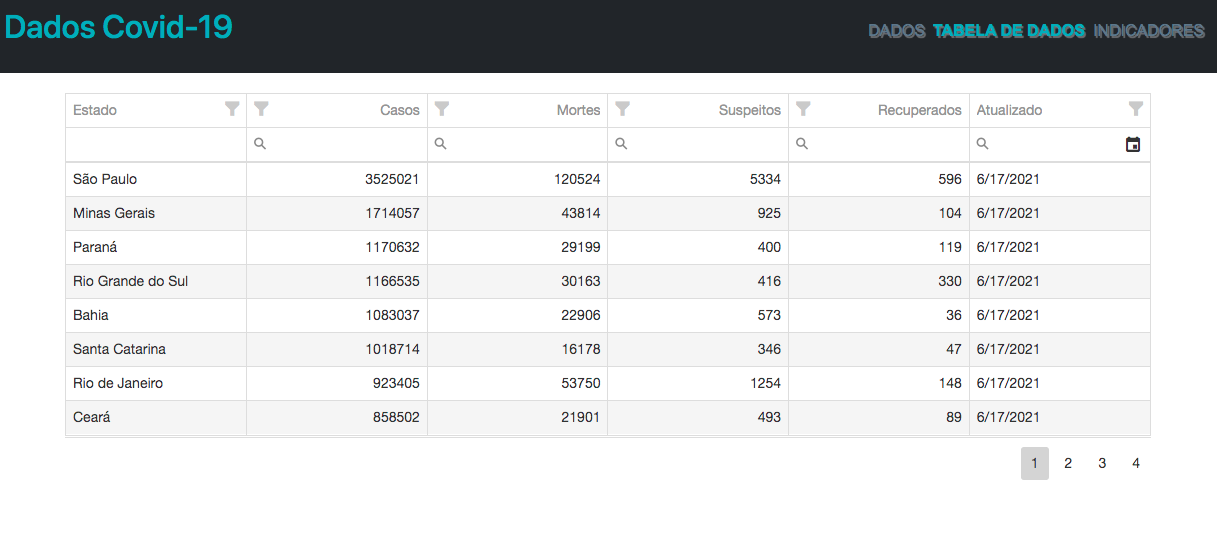 Dados Covid-19
DADOS TABELA DE DADOS INDICADORES
Estado Casos Mortes Suspeitos Recuperados Atualizado
São Paulo 3525021 120524 5334 596 6/17/2021
Minas Gerais 1714057 43814 925 104 6/17/2021
Paraná 1170632 29199 400 119 6/17/2021
Rio Grande do Sul 1166535 30163 416 330 6/17/2021
Bahia 1083037 22906 573 36 6/17/2021
Santa Catarina 1018714 16178 346 47 6/17/2021
Rio de Janeiro 923405 53750 1254 148 6/17/2021
Ceará 858502 21901 493 89 6/17/2021
1 2 3 4